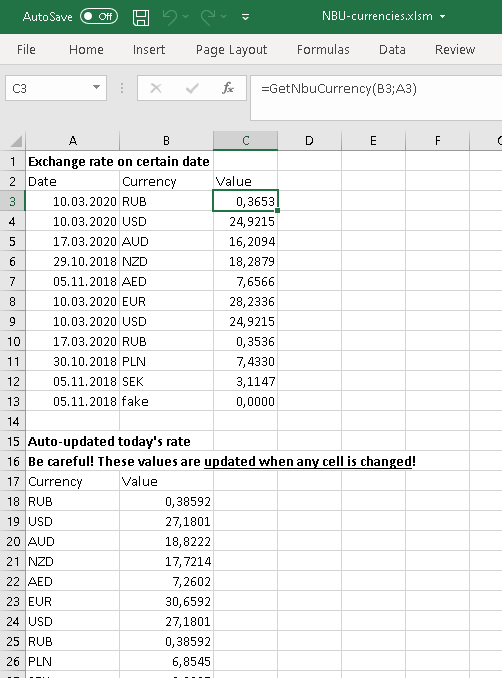 AutoSave Off NBU-currencies.xlsm
File Home Insert Page Layout Formulas Data Review
C3 fx =GetNbuCurrency(B3;A3)
A B C D E F
1 Exchange rate on certain date
2 Date Currency Value
3 10.03.2020 RUB 0,3653
4 10.03.2020 USD 24,9215
5 17.03.2020 AUD 16,2094
6 29.10.2018 NZD 18,2879
7 05.11.2018 AED 7,6566
8 10.03.2020 EUR 28,2336
9 10.03.2020 USD 24,9215
10 17.03.2020 RUB 0,3536
11 30.10.2018 PLN 7,4330
12 05.11.2018 SEK 3,1147
13 05.11.2018 fake 0,0000
14
15 Auto-updated today's rate
16 Be careful! These values are updated when any cell is changed!
17 Currency Value
18 RUB 0,38592
19 USD 27,1801
20 AUD 18,8222
21 NZD 17,7214
22 AED 7,2602
23 EUR 30,6592
24 USD 27,1801
25 RUB 0,38592
26 PLN 6,8545